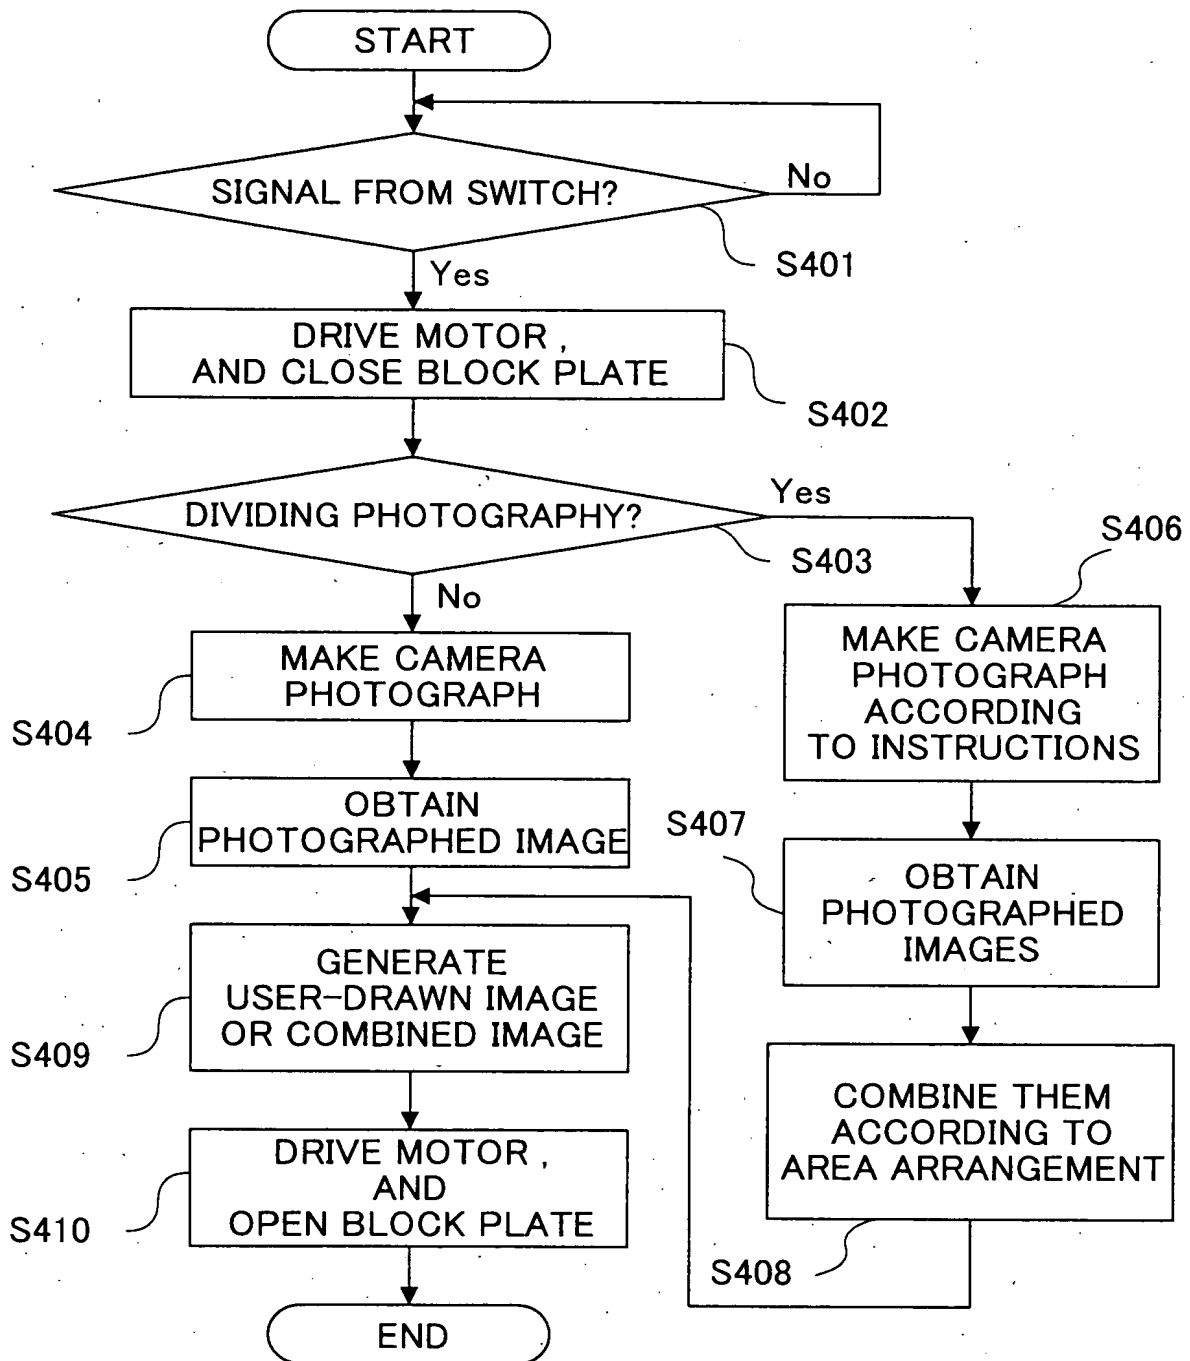 START
SIGNAL FROM SWITCH?
No
S401
Yes
DRIVE MOTOR ,
AND CLOSE BLOCK PLATE
S402
DIVIDING PHOTOGRAPHY?
Yes
S403
No
MAKE CAMERA
PHOTOGRAPH
S404
OBTAIN
PHOTOGRAPHED IMAGE
S405
S406
MAKE CAMERA
PHOTOGRAPH
ACCORDING
TO INSTRUCTIONS
S407
OBTAIN
PHOTOGRAPHED
IMAGES
COMBINE THEM
ACCORDING TO
AREA ARRANGEMENT
S408
GENERATE
USER-DRAWN IMAGE
OR COMBINED IMAGE
S409
DRIVE MOTOR ,
AND
OPEN BLOCK PLATE
S410
END